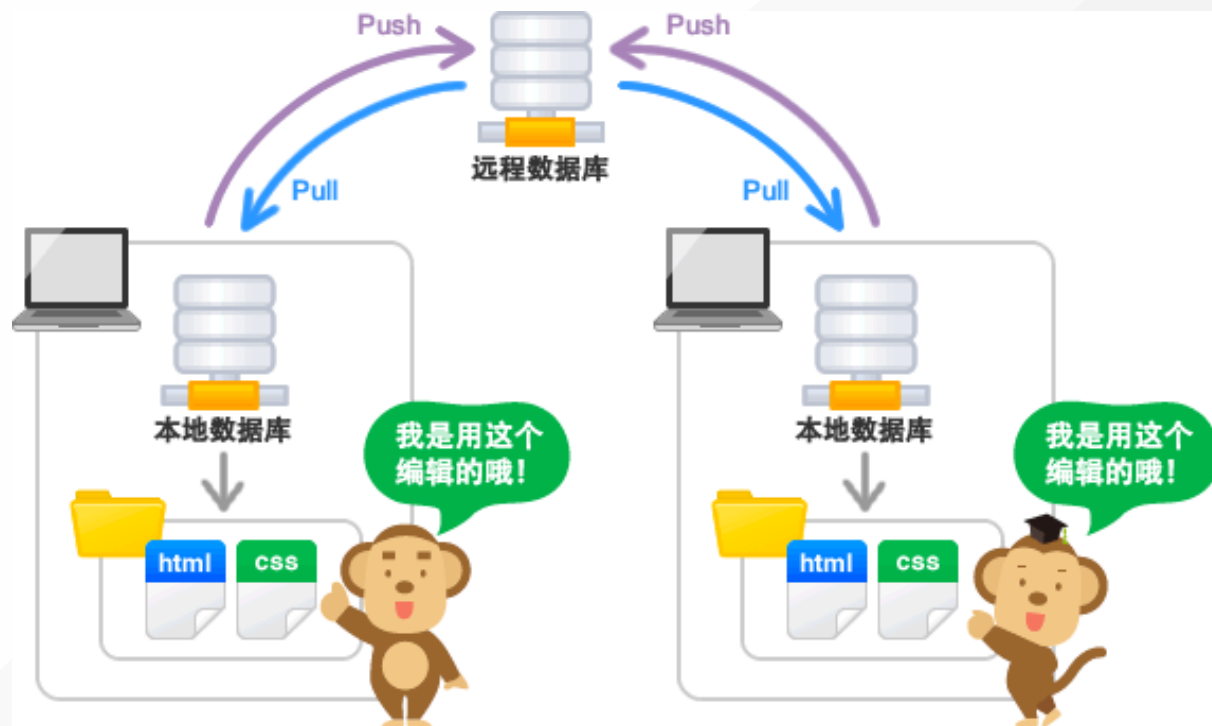 Push
Push
远程数据库
Pull
Pull
本地数据库
本地数据库
我是用这个
编辑的哦!
我是用这个
编辑的哦!
html
css
html
css